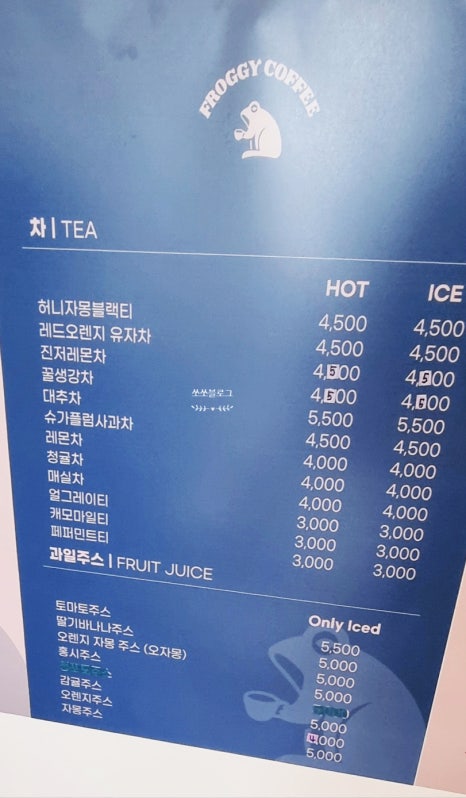 FROGGY COFFEE
차 | TEA
HOT ICE
허니자몽블랙티 4,500 4,500
레드오렌지 유자차 4,500 4,500
진저레몬차 4,500 4,500
꿀생강차 4,500 4,500
대추차 5,500 5,500
슈가플럼사과차 4,500 4,500
레몬차 4,000 4,000
청귤차 4,000 4,000
매실차 4,000 4,000
얼그레이티 3,000 3,000
캐모마일티 3,000 3,000
페퍼민트티 3,000 3,000
쏘쏘블로그
과일주스 | FRUIT JUICE
Only Iced
토마토주스 5,500
딸기바나나주스 5,000
오렌지 자몽 주스 (오자몽) 5,000
홍시주스 5,000
감귤주스 5,000
오렌지주스 4,000
자몽주스 5,000